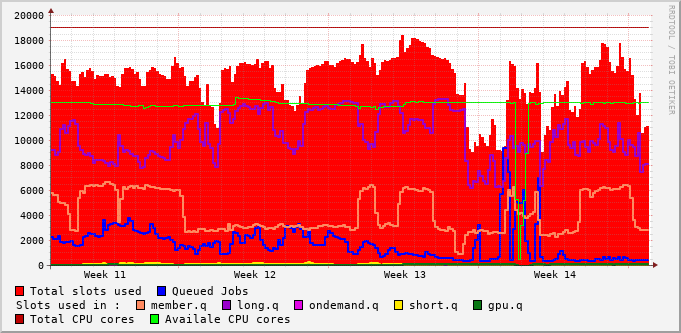 20000
18000
16000
14000
12000
10000
8000
6000
4000
2000
0
Week 11 Week 12 Week 13 Week 14
RRDTOOL / TOBI OETIKER
Total slots used Queued Jobs
Slots used in : member.q long.q ondemand.q short.q gpu.q
Total CPU cores Availale CPU cores